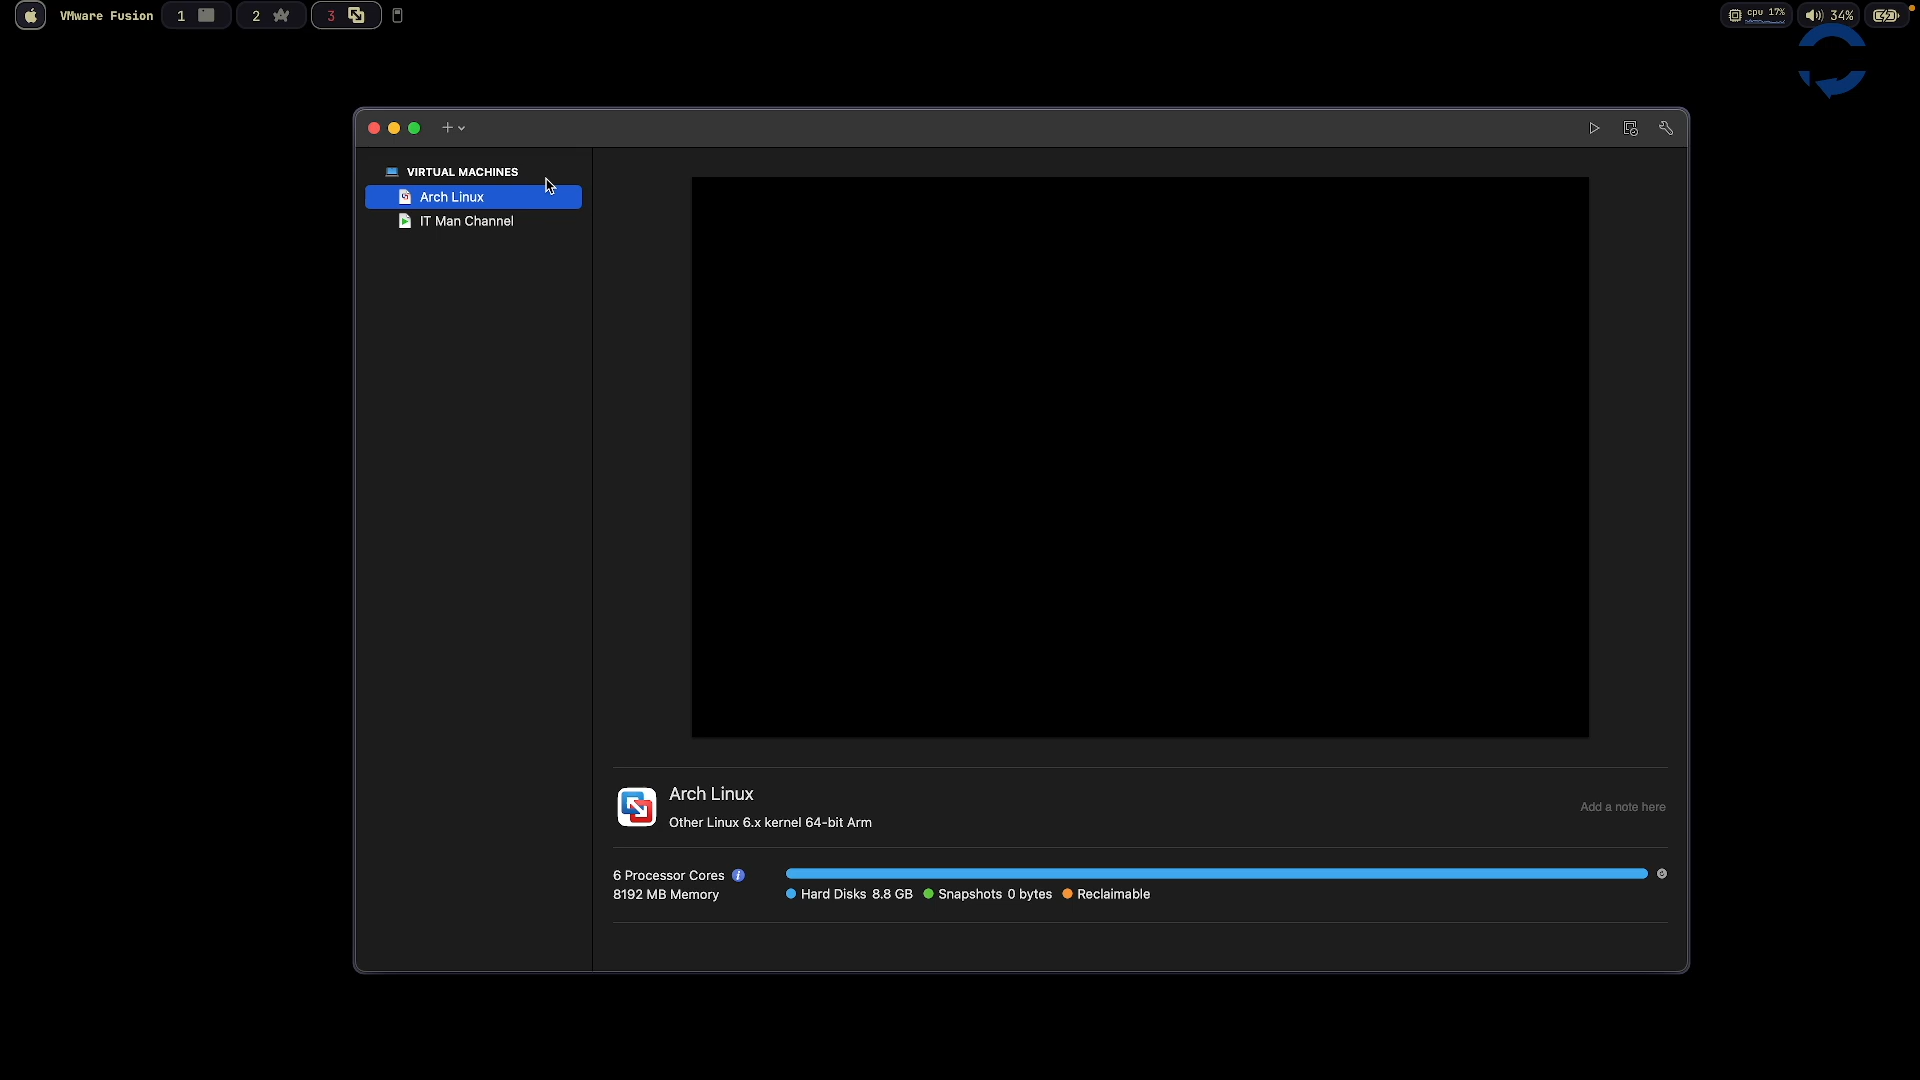 VMware Fusion 1 2 3
cpu 17% 34%
VIRTUAL MACHINES
Arch Linux
IT Man Channel
Arch Linux
Other Linux 6.x kernel 64-bit Arm
Add a note here
6 Processor Cores
8192 MB Memory
Hard Disks 8.8 GB Snapshots 0 bytes Reclaimable